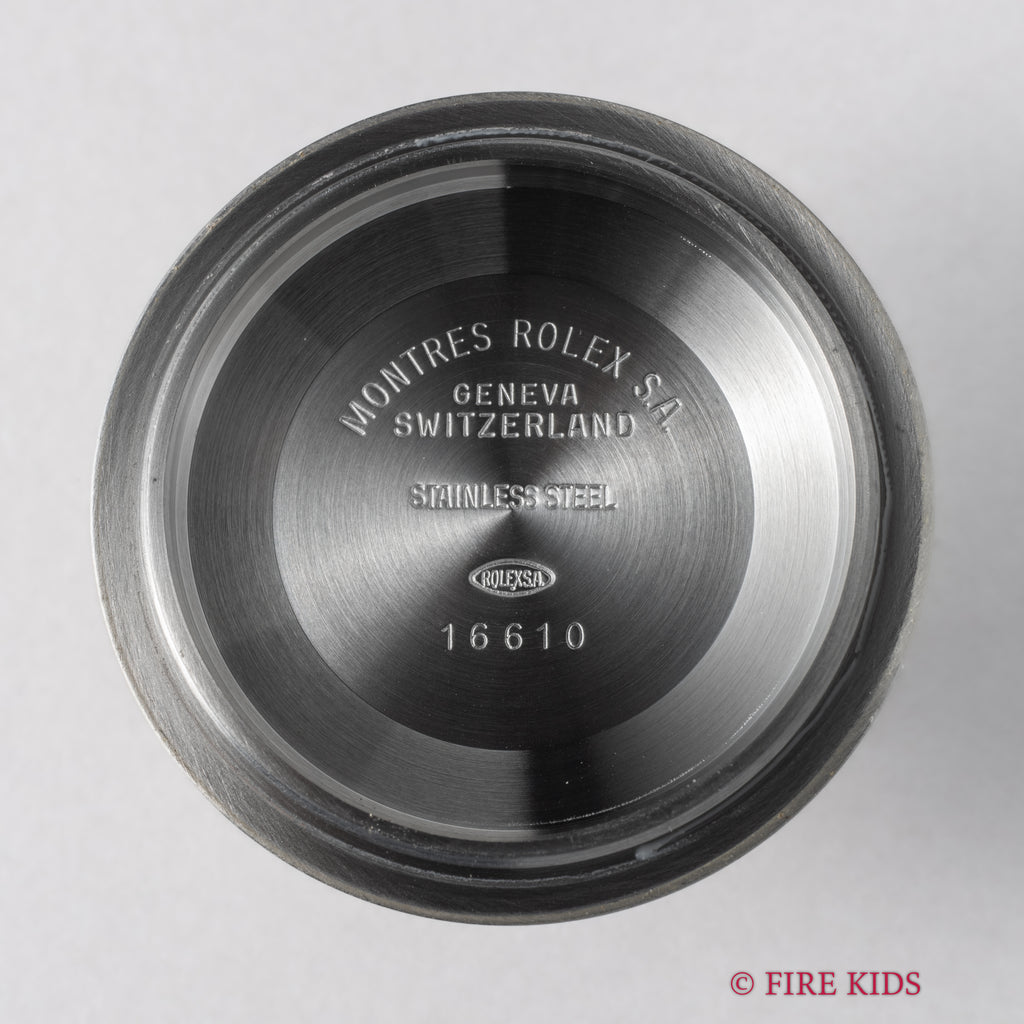 MONTRES ROLEX S.A.
GENEVA
SWITZERLAND
STAINLESS STEEL
ROLEX S.A.
16610
© FIRE KIDS